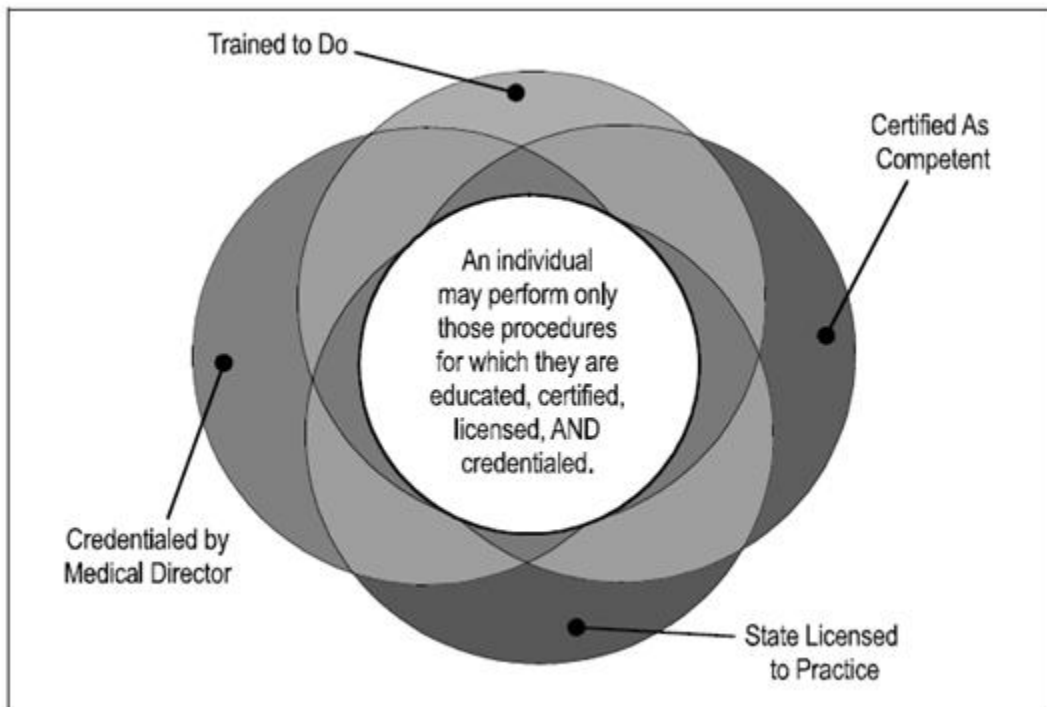 Trained to Do
Certified As
Competent
An individual
may perform only
those procedures
for which they are
educated, certified,
licensed, AND
credentialed.
Credentialed by
Medical Director
State Licensed
to Practice